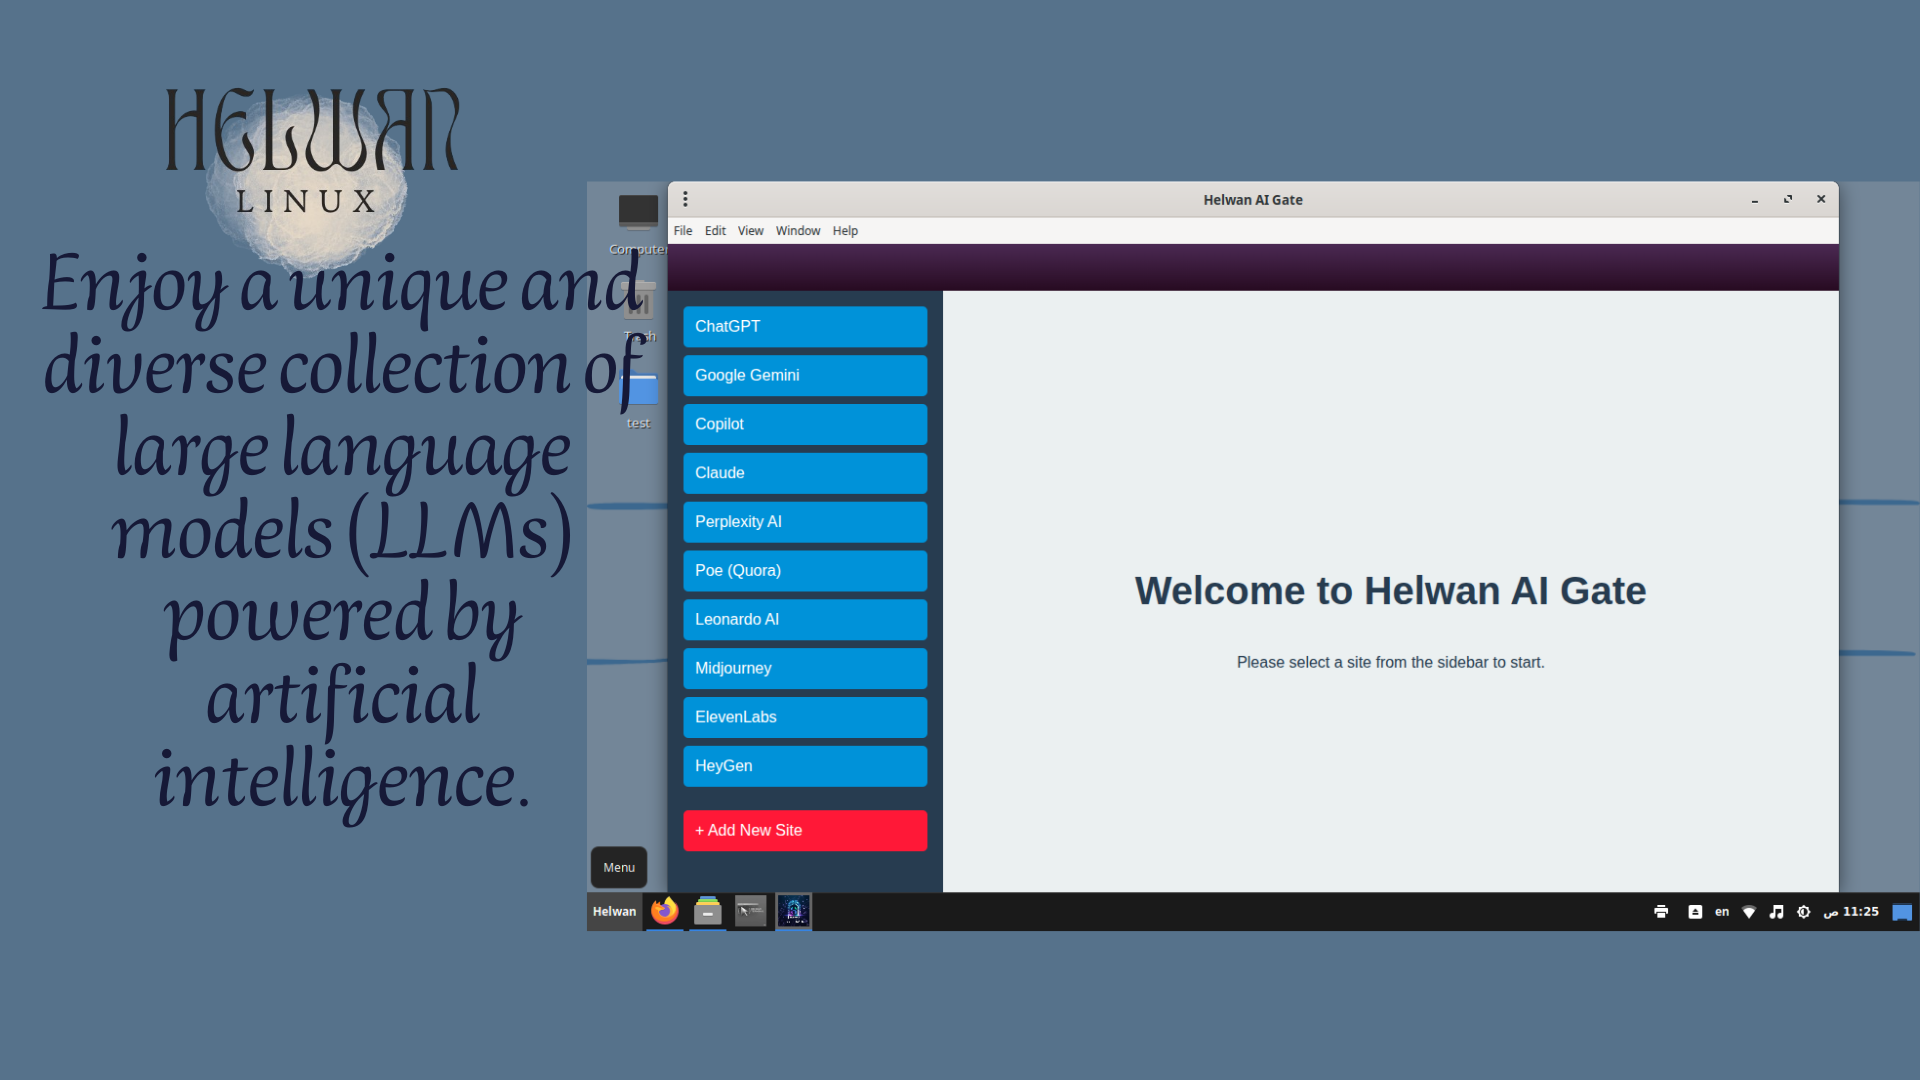 HELWAN
LINUX
Enjoy a unique and
diverse collection of
large language
models (LLMs)
powered by
artificial
intelligence.
Computer
Trash
test
Helwan AI Gate
File Edit View Window Help
ChatGPT
Google Gemini
Copilot
Claude
Perplexity AI
Poe (Quora)
Leonardo AI
Midjourney
ElevenLabs
HeyGen
+ Add New Site
Welcome to Helwan AI Gate
Please select a site from the sidebar to start.
Menu
Helwan
en
11:25 ص